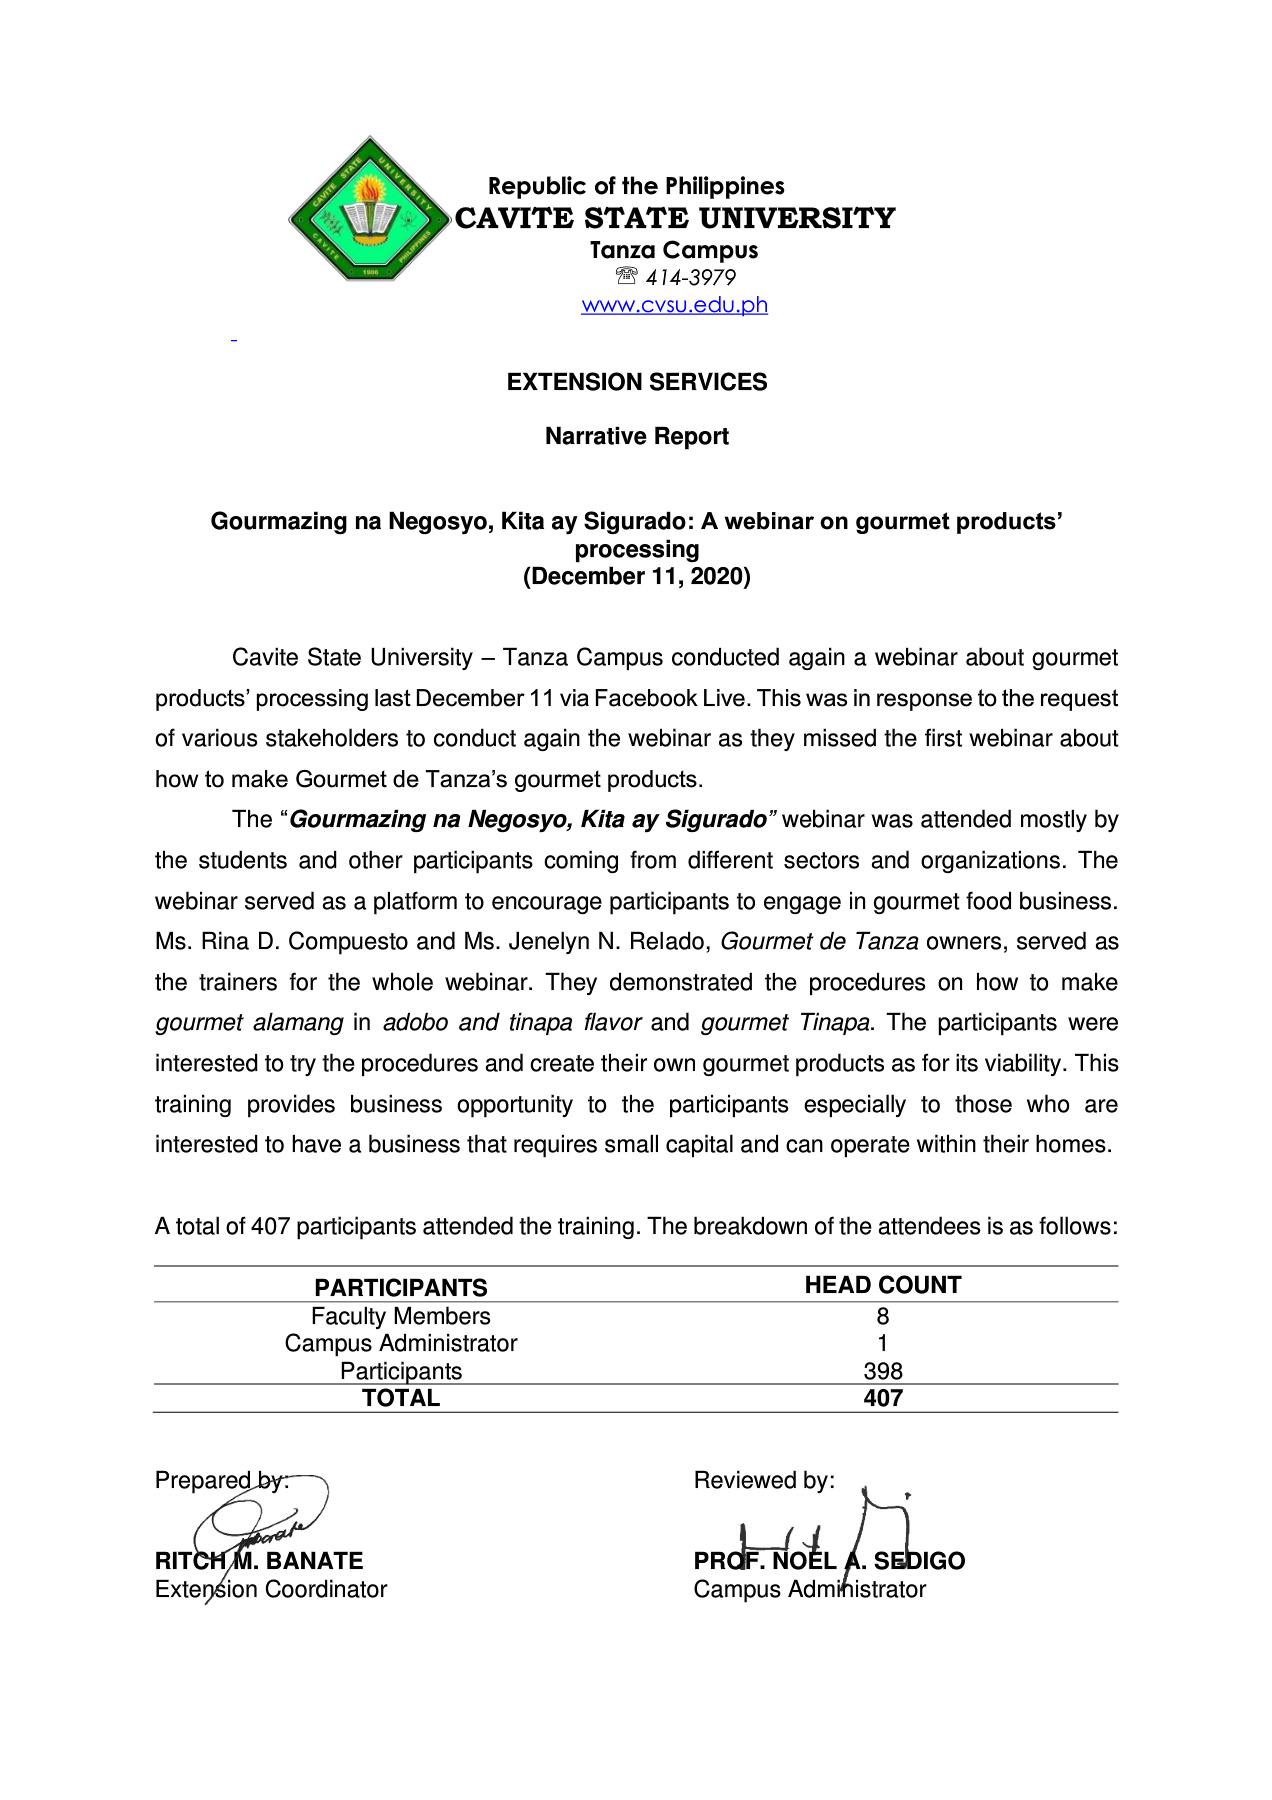 CAVITE STATE UNIVERSITY
CAVITE PHILIPPINES
1906
Republic of the Philippines
CAVITE STATE UNIVERSITY
Tanza Campus
☏ 414-3979
www.cvsu.edu.ph
EXTENSION SERVICES
Narrative Report
Gourmazing na Negosyo, Kita ay Sigurado: A webinar on gourmet products’
processing
(December 11, 2020)
Cavite State University – Tanza Campus conducted again a webinar about gourmet
products’ processing last December 11 via Facebook Live. This was in response to the request
of various stakeholders to conduct again the webinar as they missed the first webinar about
how to make Gourmet de Tanza’s gourmet products.
The “Gourmazing na Negosyo, Kita ay Sigurado” webinar was attended mostly by
the students and other participants coming from different sectors and organizations. The
webinar served as a platform to encourage participants to engage in gourmet food business.
Ms. Rina D. Compuesto and Ms. Jenelyn N. Relado, Gourmet de Tanza owners, served as
the trainers for the whole webinar. They demonstrated the procedures on how to make
gourmet alamang in adobo and tinapa flavor and gourmet Tinapa. The participants were
interested to try the procedures and create their own gourmet products as for its viability. This
training provides business opportunity to the participants especially to those who are
interested to have a business that requires small capital and can operate within their homes.
A total of 407 participants attended the training. The breakdown of the attendees is as follows:
PARTICIPANTS HEAD COUNT
Faculty Members 8
Campus Administrator 1
Participants 398
TOTAL 407
Prepared by: Reviewed by:
RITCH M. BANATE PROF. NOEL A. SEDIGO
Extension Coordinator Campus Administrator